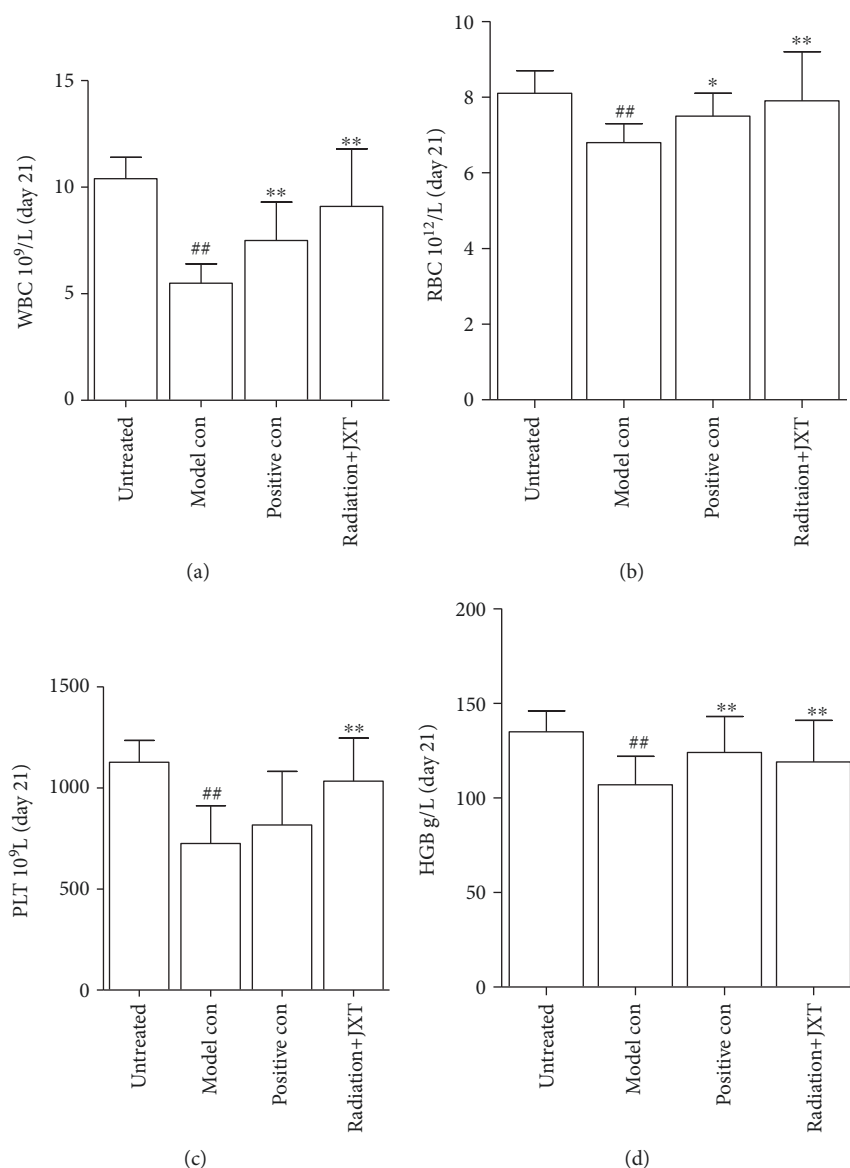 WBC 10⁹/L (day 21)
15
10
5
0
##
**
**
Untreated
Model con
Positive con
Radiation+JXT
(a)
RBC 10¹²/L (day 21)
10
8
6
4
2
0
##
*
**
Untreated
Model con
Positive con
Raditaion+JXT
(b)
PLT 10⁹L (day 21)
1500
1000
500
0
##
**
Untreated
Model con
Positive con
Radiation+JXT
(c)
HGB g/L (day 21)
200
150
100
50
0
##
**
**
Untreated
Model con
Positive con
Radiation+JXT
(d)